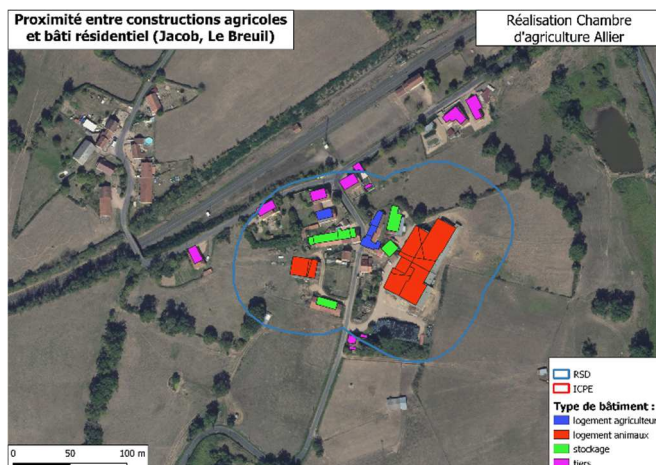 Proximité entre constructions agricoles
et bâti résidentiel (Jacob, Le Breuil)
Réalisation Chambre
d'agriculture Allier
RSD
ICPE
Type de bâtiment :
logement agriculteur
logement animaux
stockage
tiers
0 50 100 m